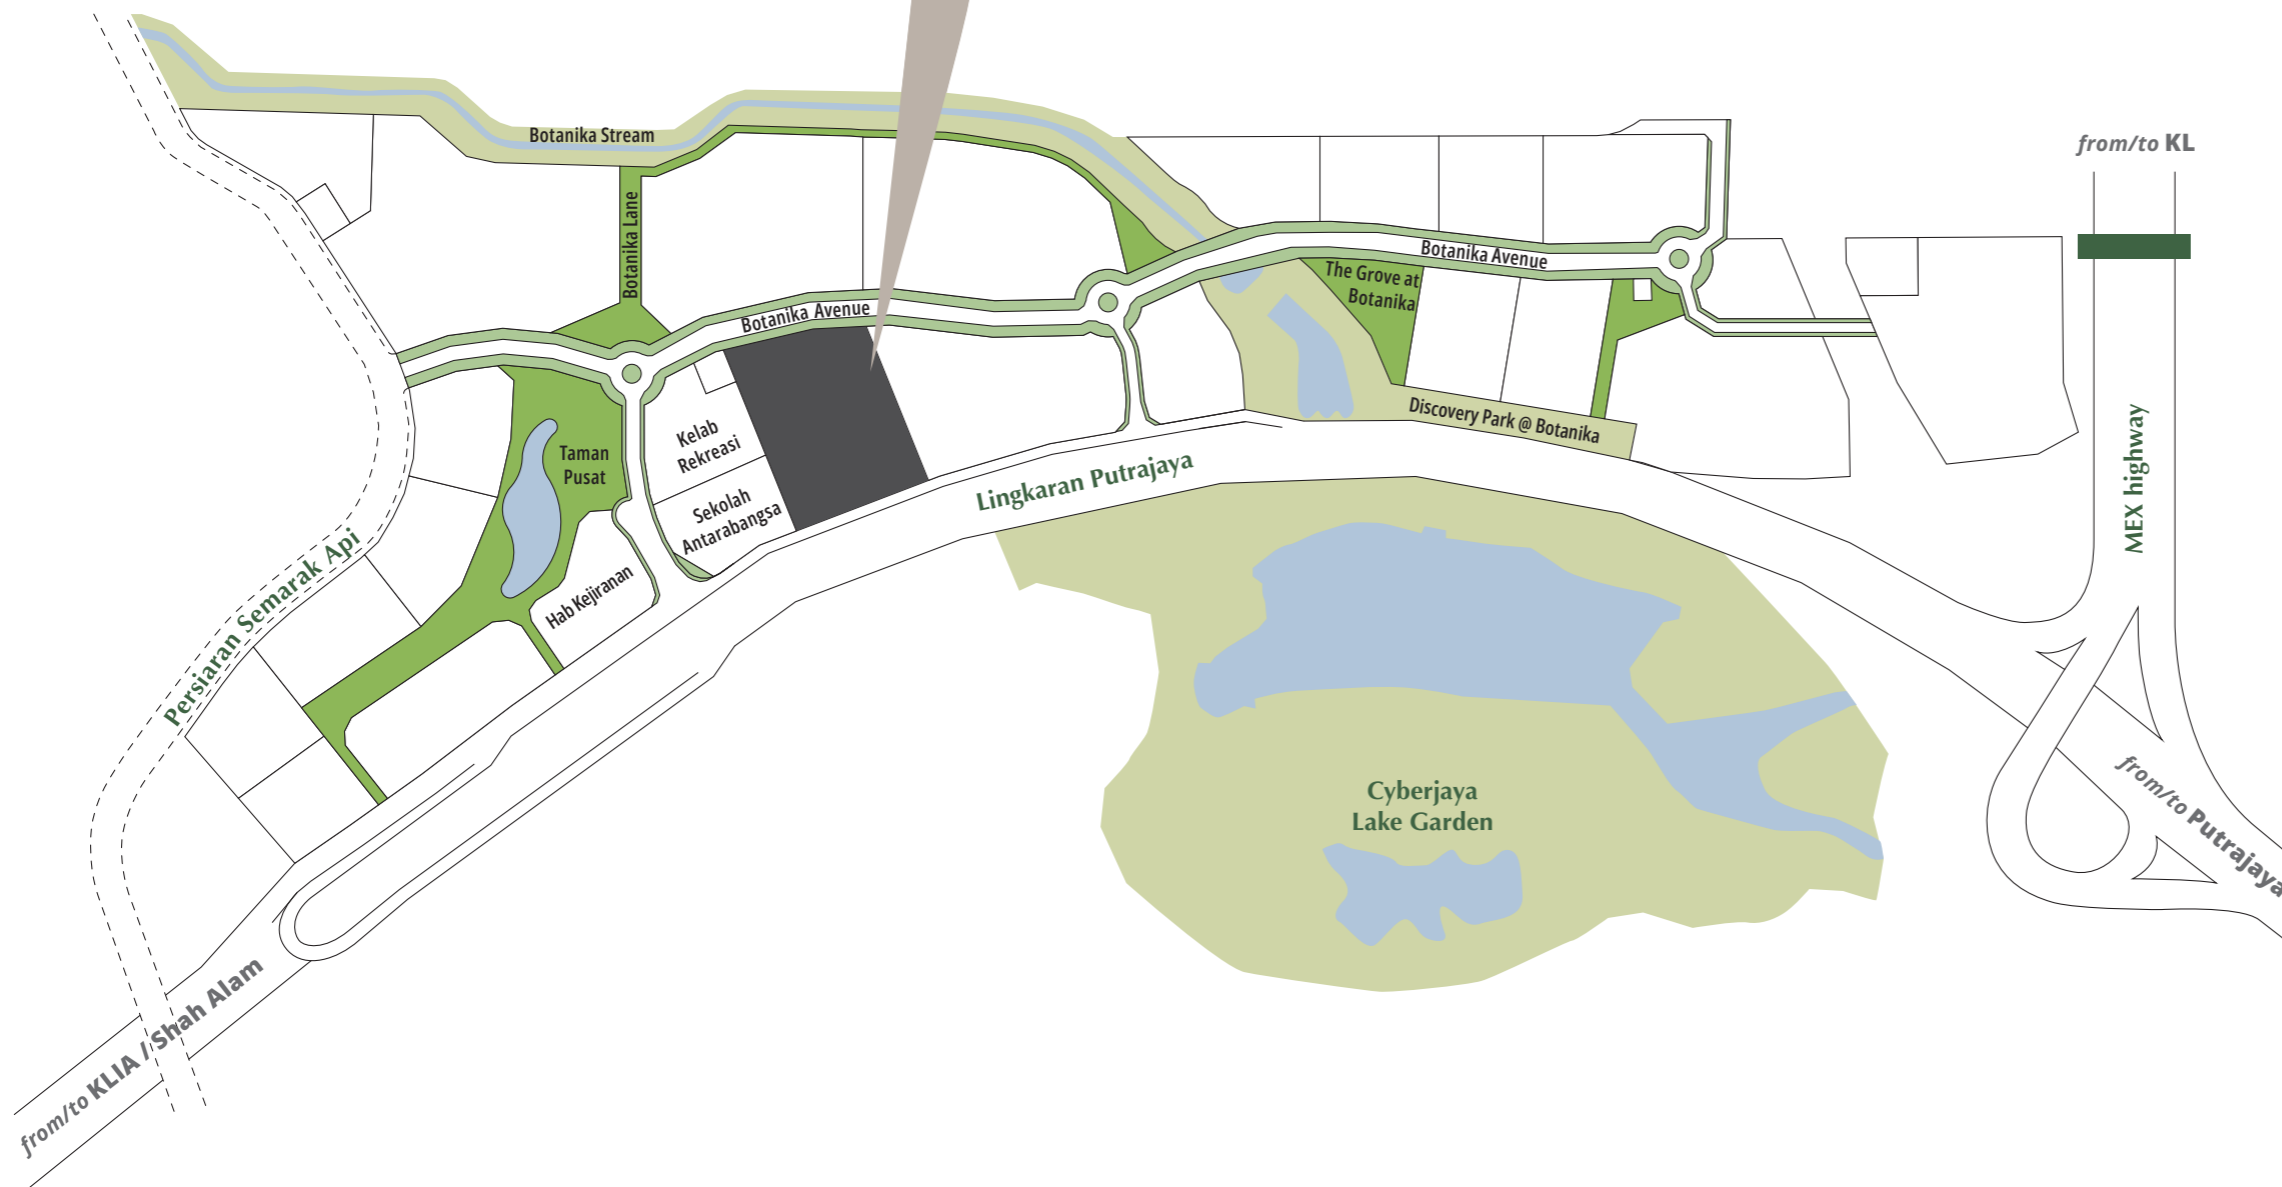 from/to KL
Botanika Stream
Botanika Lane
Botanika Avenue
The Grove at
Botanika
Botanika Avenue
Discovery Park @ Botanika
Kelab
Rekreasi
Taman
Pusat
Sekolah
Antarabangsa
Lingkaran Putrajaya
MEX highway
Hab Kejiranan
Persiaran Semarak Api
Cyberjaya
Lake Garden
from/to Putrajaya
from/to KLIA / Shah Alam